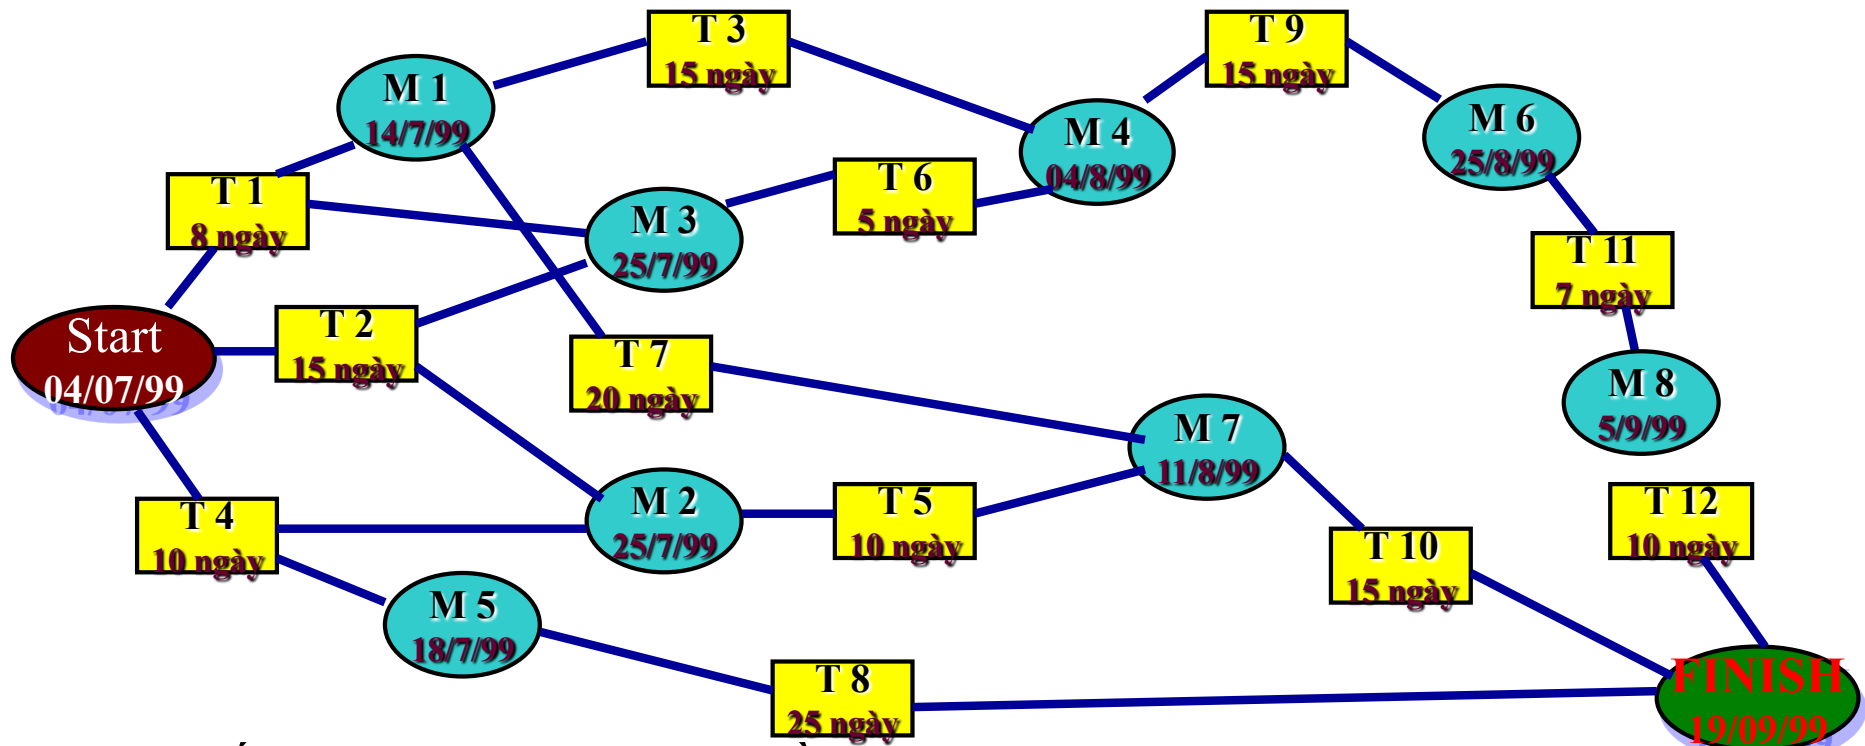 T 3
15 ngày
T 9
15 ngày
M 1
14/7/99
M 4
04/8/99
M 6
25/8/99
T 1
8 ngày
T 6
5 ngày
M 3
25/7/99
T 11
7 ngày
Start
04/07/99
T 2
15 ngày
T 7
20 ngày
M 8
5/9/99
M 7
11/8/99
T 4
10 ngày
M 2
25/7/99
T 5
10 ngày
T 12
10 ngày
T 10
15 ngày
M 5
18/7/99
T 8
25 ngày
FINISH
19/09/99